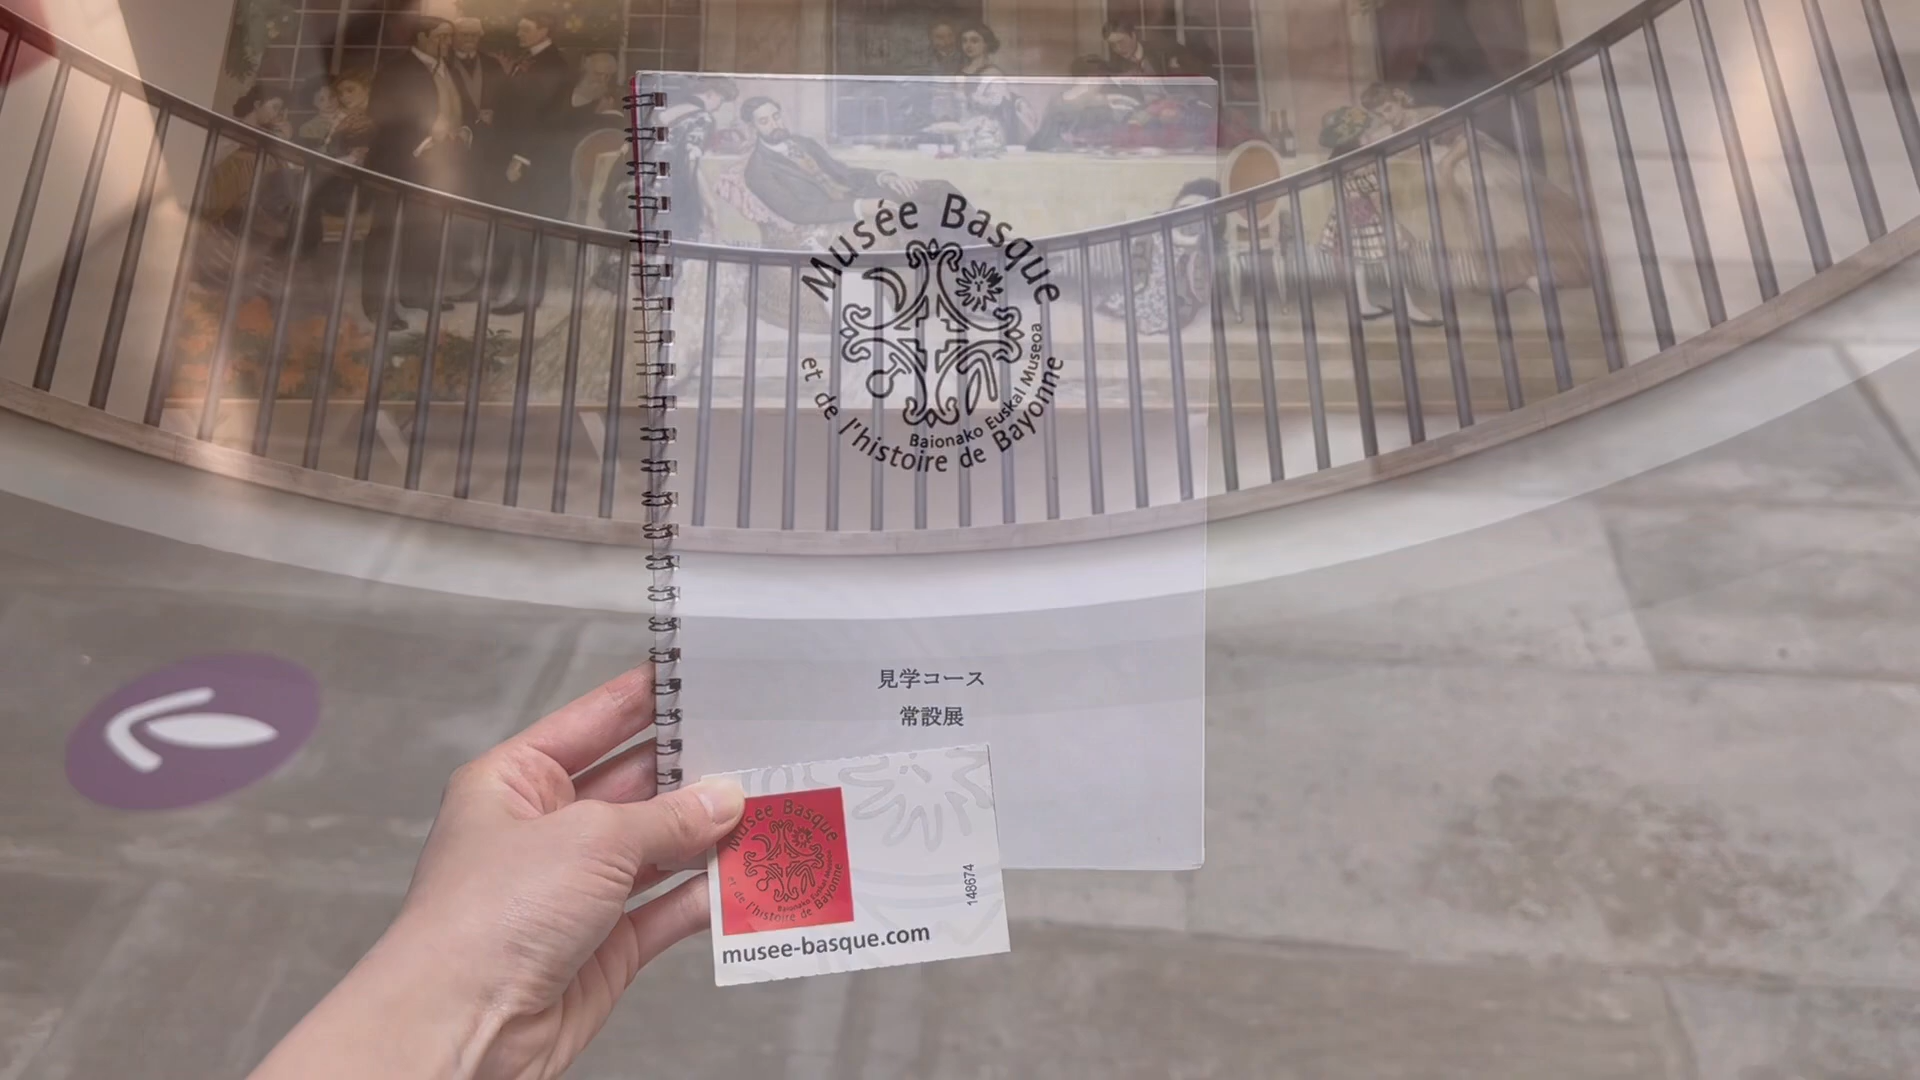 Musée Basque
et de l'histoire de Bayonne
Baionako Euskal Museoa
見学コース
常設展
Musée Basque
et de l'histoire de Bayonne
Baionako Euskal Museoa
148674
musee-basque.com